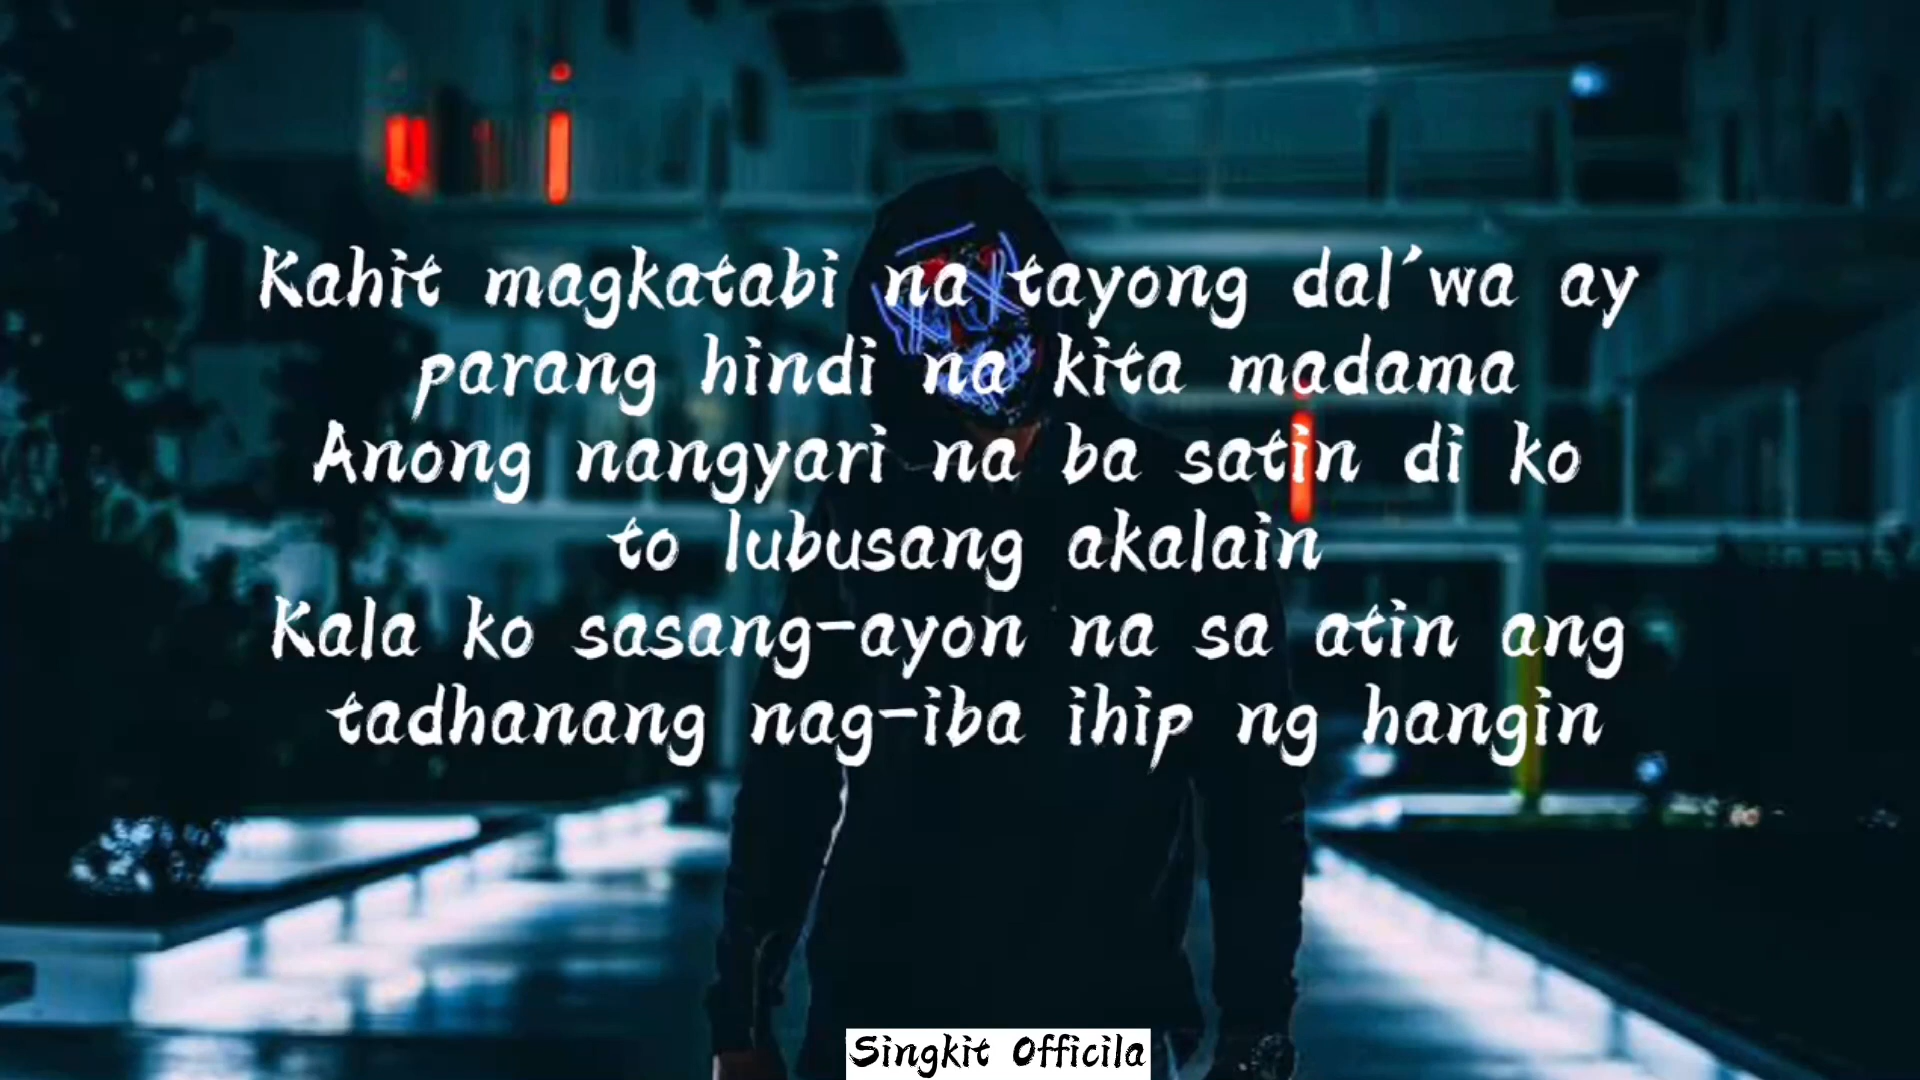 Kahit magkatabi na tayong dal'wa ay
parang hindi na kita madama
Anong nangyari na ba satin di ko
to lubusang akalain
Kala ko sasang-ayon na sa atin ang
tadhanang nag-iba ihip ng hangin
Singkit Officila